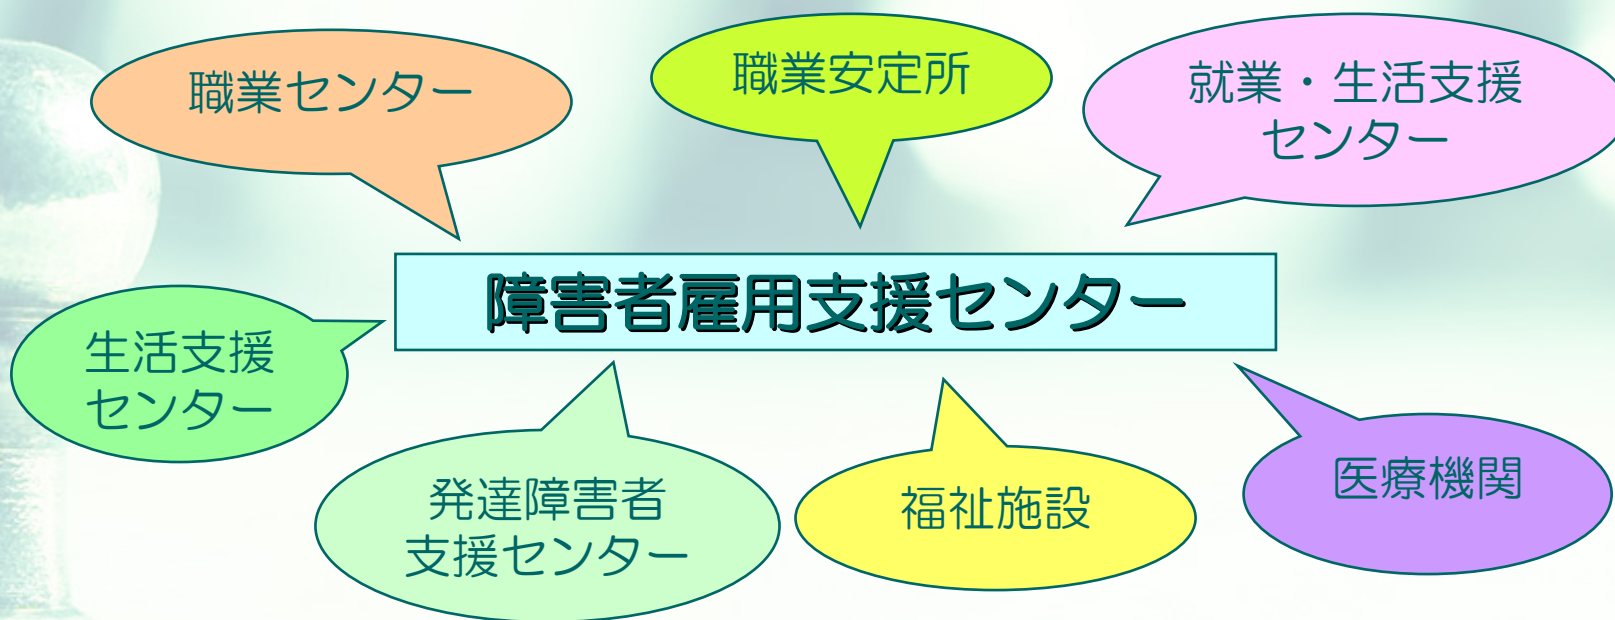 職業センター
職業安定所
就業・生活支援
センター
障害者雇用支援センター
生活支援
センター
発達障害者
支援センター
福祉施設
医療機関